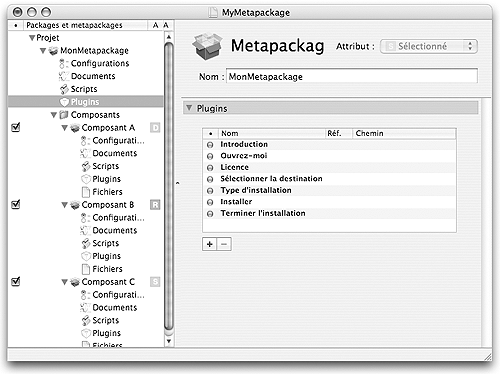 MyMetapackage
Packages et metapackages A A
Projet
MonMetapackage
Configurations
Documents
Scripts
Plugins
Composants
Composant A D
Configurati...
Documents
Scripts
Plugins
Fichiers
Composant B R
Configurati...
Documents
Scripts
Plugins
Fichiers
Composant C S
Configurati...
Documents
Scripts
Plugins
Fichiers
Metapackag Attribut : Sélectionné
Nom : MonMetapackage
Plugins
Nom Réf. Chemin
Introduction
Ouvrez-moi
Licence
Sélectionner la destination
Type d'installation
Installer
Terminer l'installation
+ −